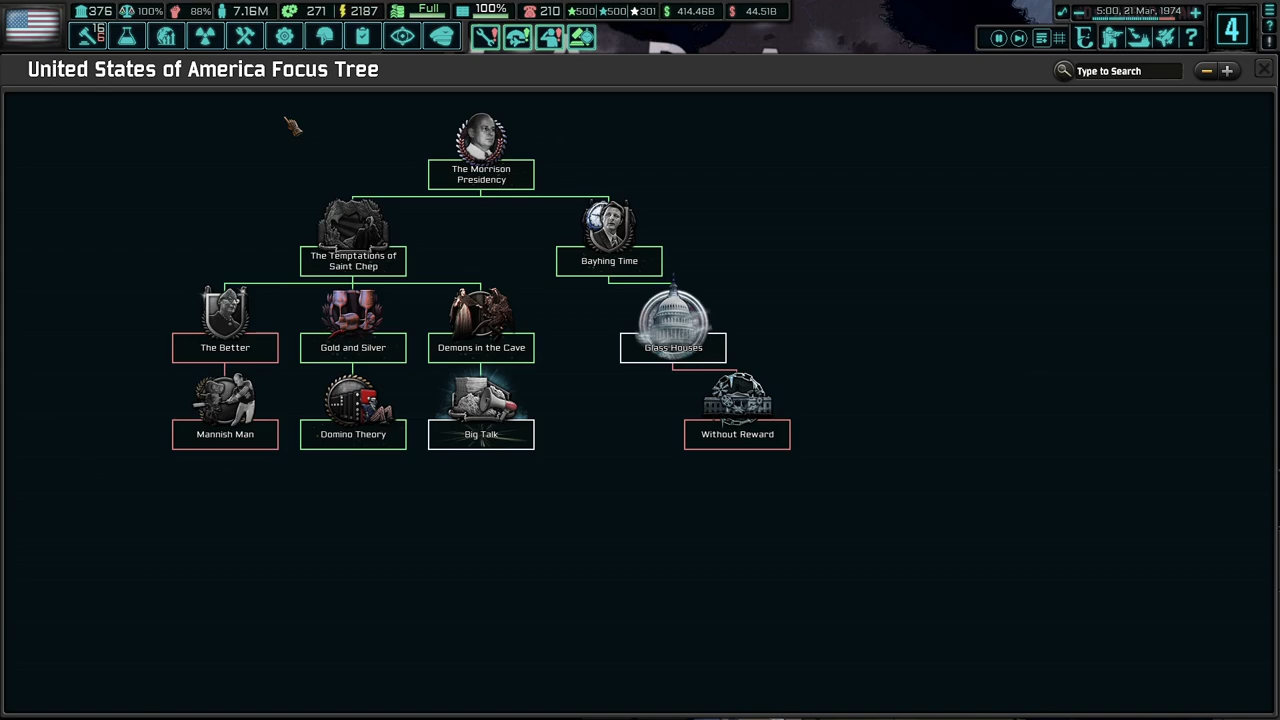 376 100% 88% 7.16M 271 2187 Full 100% 210 500 500 301 $ 414.46B $ 44.51B
5:00, 21 Mar, 1974
16
4
United States of America Focus Tree
Type to Search
The Morrison
Presidency
The Temptations of
Saint Chep
Bayhing Time
The Better
Gold and Silver
Demons in the Cave
Glass Houses
Mannish Man
Domino Theory
Big Talk
Without Reward